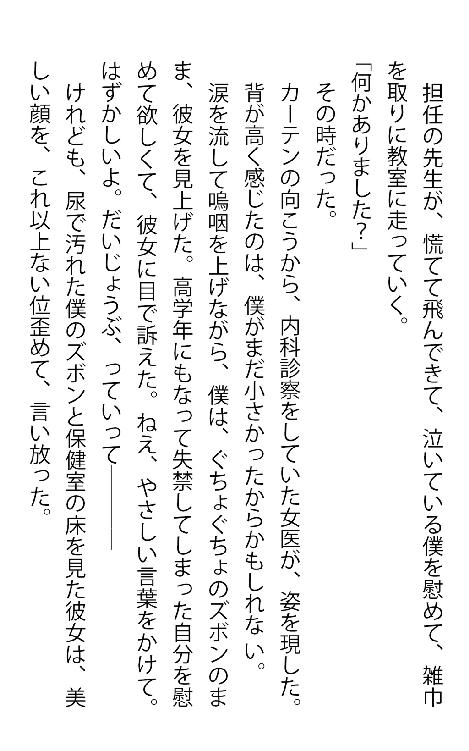 担任の先生が、慌てて飛んできて、泣いている僕を慰めて、雑巾
を取りに教室に走っていく。
「何かありました？」
その時だった。
カーテンの向こうから、内科診察をしていた女医が、姿を現した。
背が高く感じたのは、僕がまだ小さかったからかもしれない。
涙を流して嗚咽を上げながら、僕は、ぐちょぐちょのズボンのま
ま、彼女を見上げた。高学年にもなって失禁してしまった自分を慰
めて欲しくて、彼女に目で訴えた。ねえ、やさしい言葉をかけて。
はずかしいよ。だいじょうぶ、っていって――――
けれども、尿で汚れた僕のズボンと保健室の床を見た彼女は、美
しい顔を、これ以上ない位歪めて、言い放った。